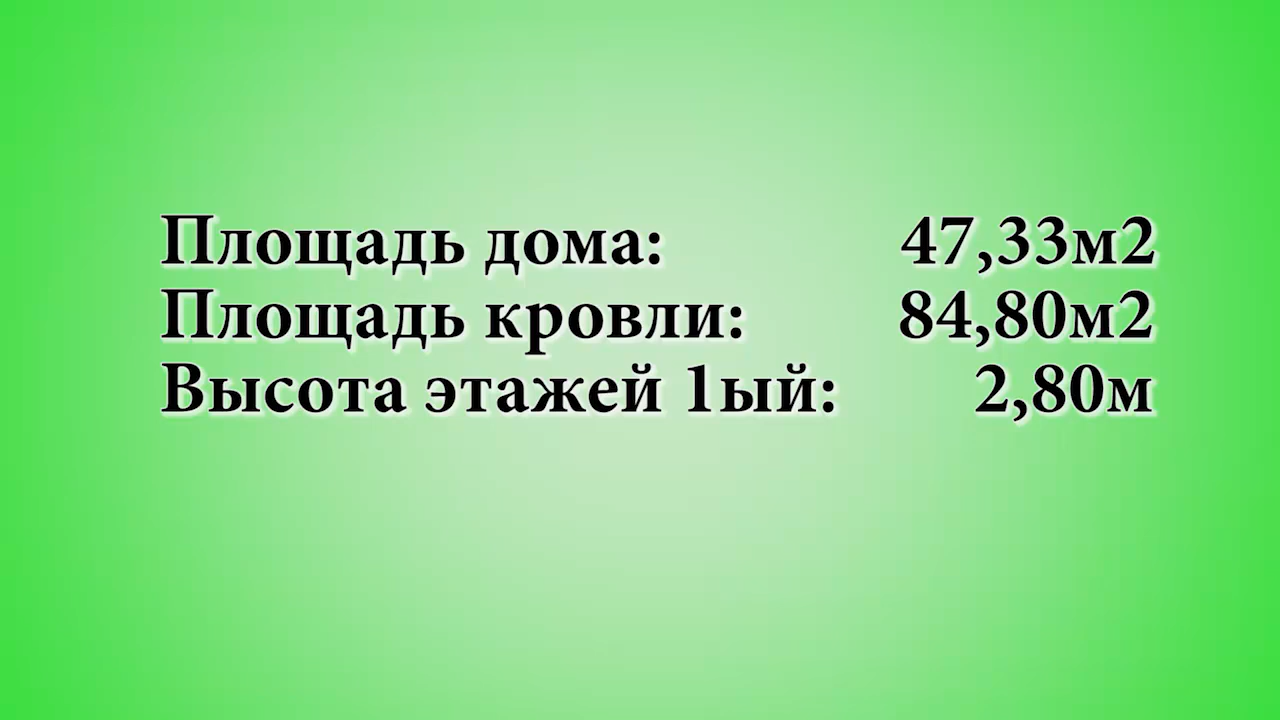 Площадь дома: 47,33м2
Площадь кровли: 84,80м2
Высота этажей 1ый: 2,80м